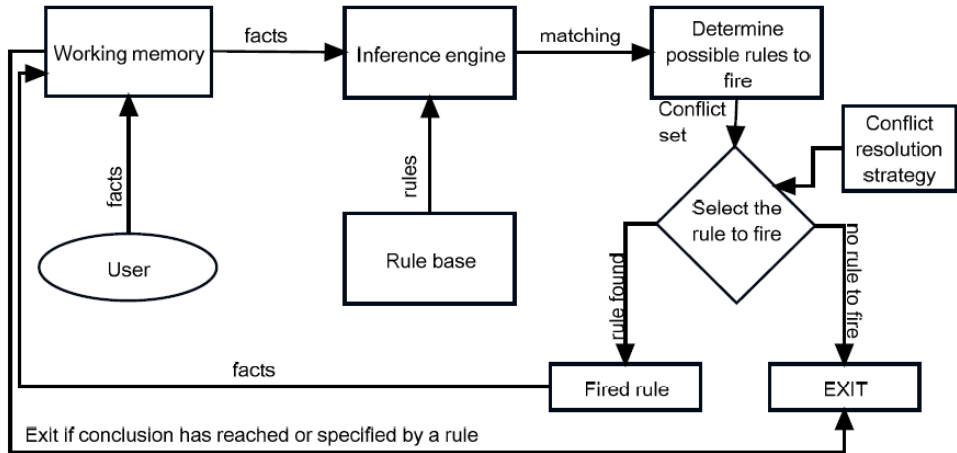 Working memory
facts
Inference engine
matching
Determine
possible rules to
fire
Conflict
set
Conflict
resolution
strategy
facts
rules
Select the
rule to fire
User
Rule base
rule found
no rule to fire
facts
Fired rule
EXIT
Exit if conclusion has reached or specified by a rule